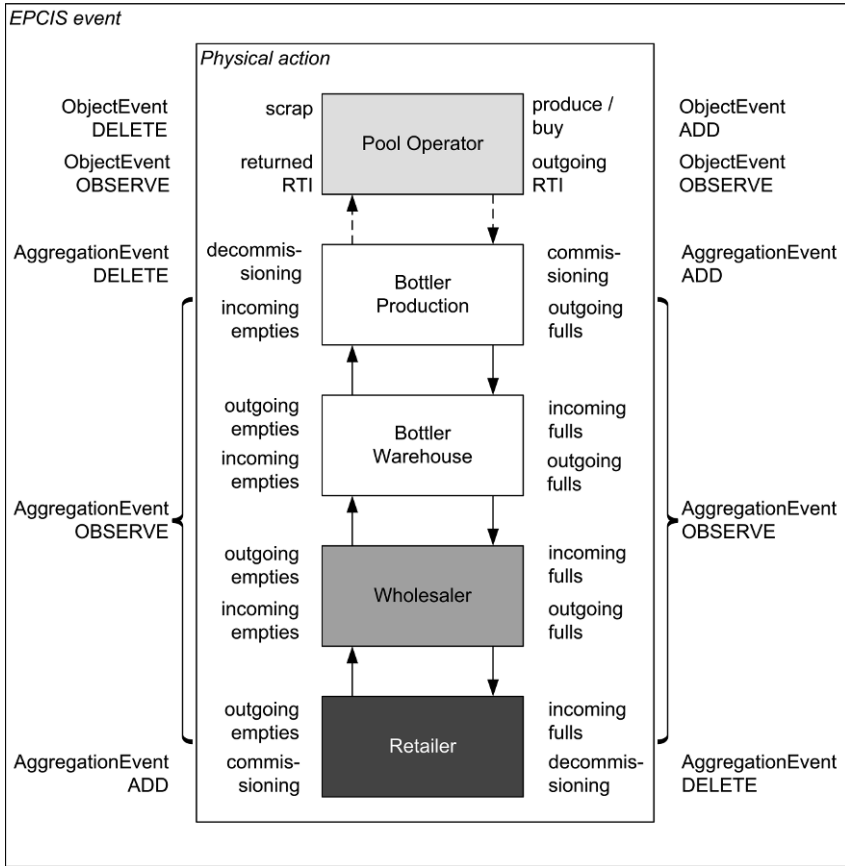 EPCIS event
Physical action
ObjectEvent
DELETE
scrap
produce /
buy
ObjectEvent
ADD
Pool Operator
ObjectEvent
OBSERVE
returned
RTI
outgoing
RTI
ObjectEvent
OBSERVE
AggregationEvent
DELETE
decommis-
sioning
Bottler
Production
commis-
sioning
AggregationEvent
ADD
incoming
empties
outgoing
fulls
outgoing
empties
Bottler
Warehouse
incoming
fulls
incoming
empties
outgoing
fulls
AggregationEvent
OBSERVE
AggregationEvent
OBSERVE
outgoing
empties
Wholesaler
incoming
fulls
incoming
empties
outgoing
fulls
outgoing
empties
Retailer
incoming
fulls
AggregationEvent
ADD
commis-
sioning
decommis-
sioning
AggregationEvent
DELETE